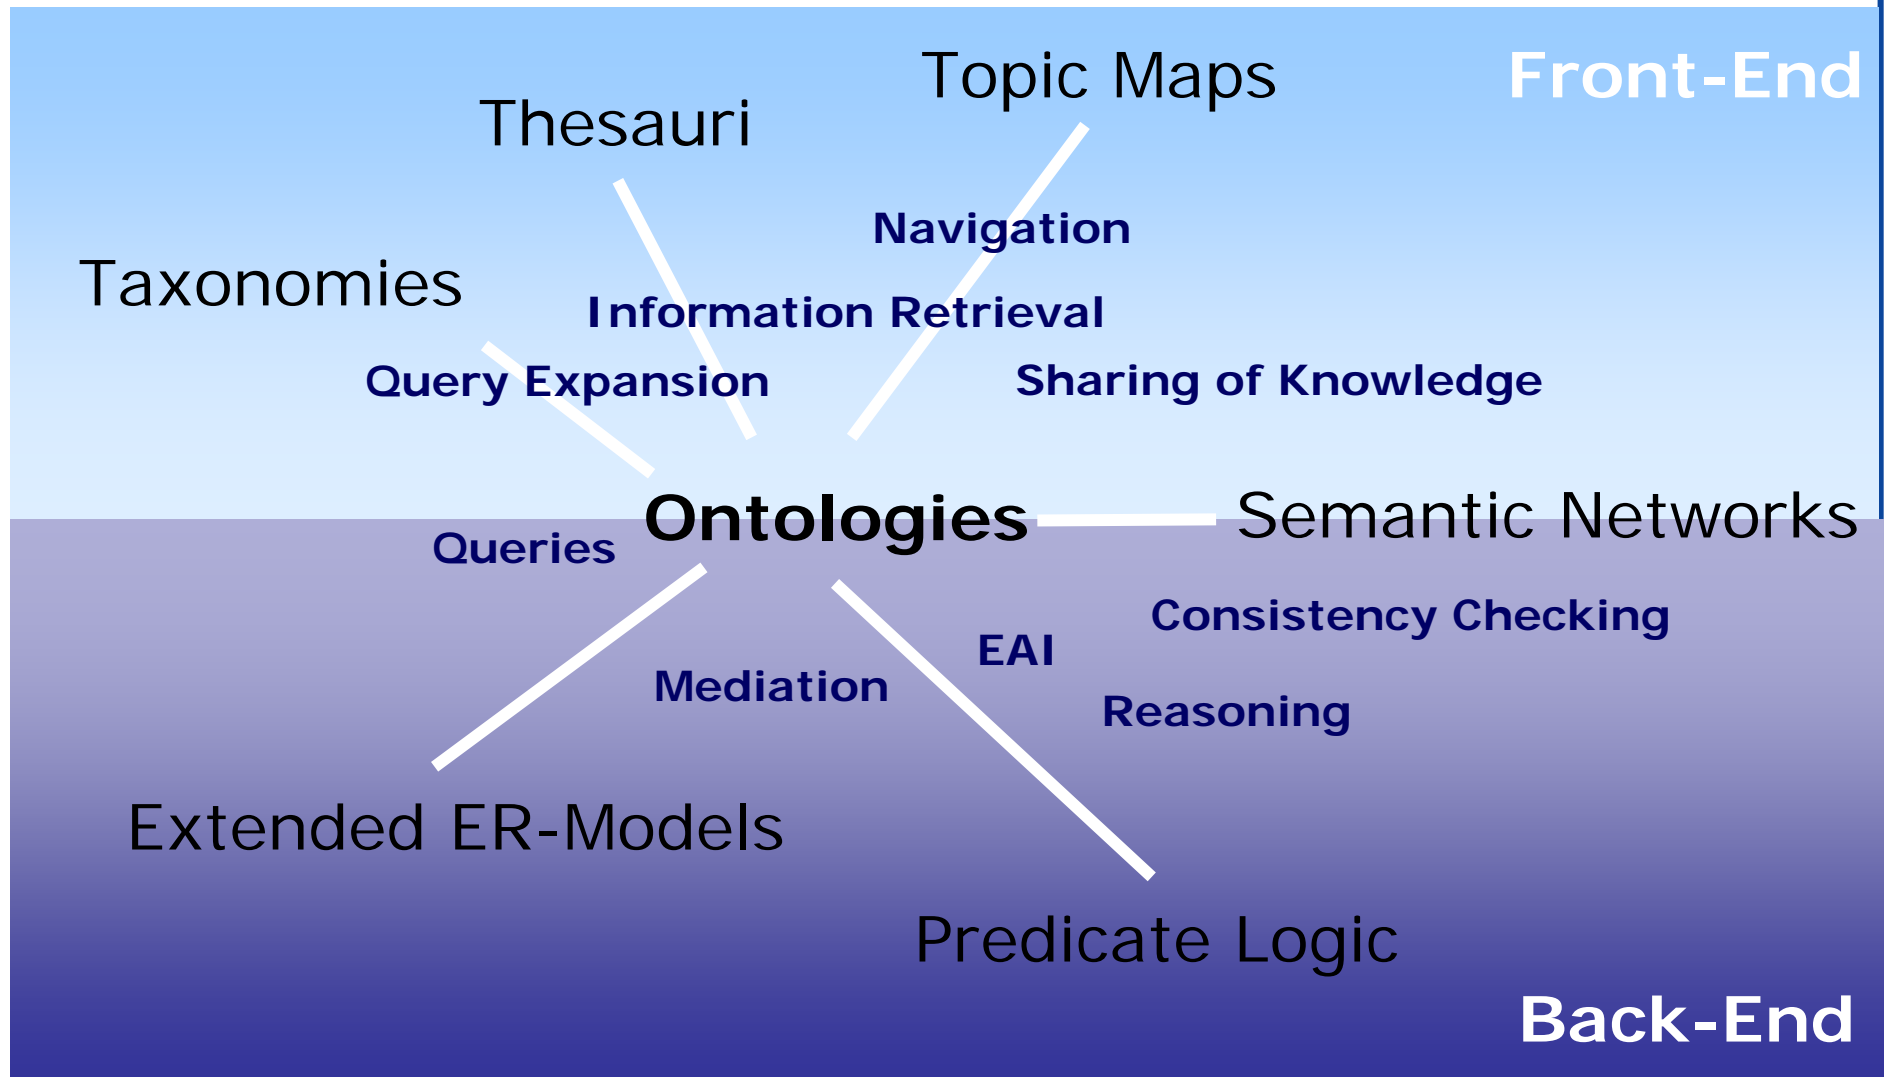 Topic Maps
Front-End
Thesauri
Navigation
Taxonomies
Information Retrieval
Query Expansion
Sharing of Knowledge
Ontologies
Semantic Networks
Queries
Consistency Checking
EAI
Mediation
Reasoning
Extended ER-Models
Predicate Logic
Back-End